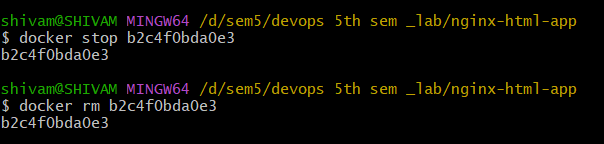 shivam@SHIVAM MINGW64 /d/sem5/devops 5th sem _lab/nginx-html-app
$ docker stop b2c4f0bda0e3
b2c4f0bda0e3
shivam@SHIVAM MINGW64 /d/sem5/devops 5th sem _lab/nginx-html-app
$ docker rm b2c4f0bda0e3
b2c4f0bda0e3